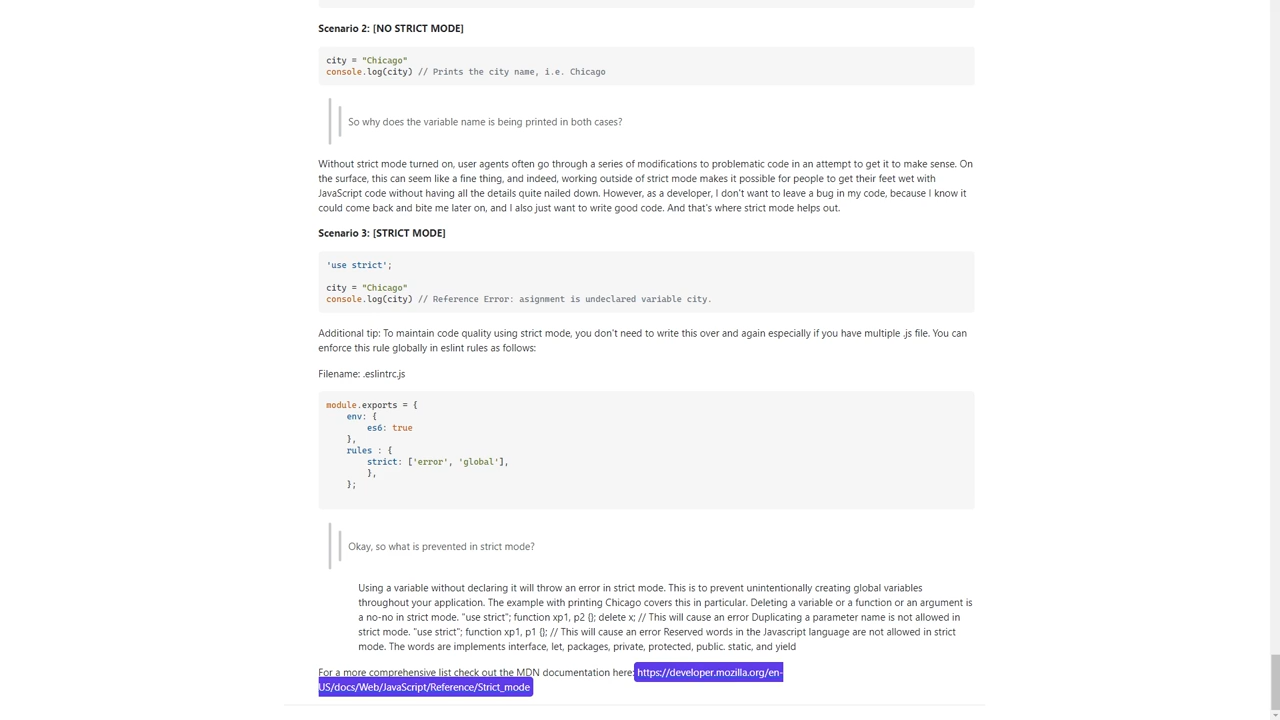 Scenario 2: [NO STRICT MODE]
city = "Chicago"
console.log(city) // Prints the city name, i.e. Chicago
So why does the variable name is being printed in both cases?
Without strict mode turned on, user agents often go through a series of modifications to problematic code in an attempt to get it to make sense. On
the surface, this can seem like a fine thing, and indeed, working outside of strict mode makes it possible for people to get their feet wet with
JavaScript code without having all the details quite nailed down. However, as a developer, I don't want to leave a bug in my code, because I know it
could come back and bite me later on, and I also just want to write good code. And that's where strict mode helps out.
Scenario 3: [STRICT MODE]
'use strict';
city = "Chicago"
console.log(city) // Reference Error: asignment is undeclared variable city.
Additional tip: To maintain code quality using strict mode, you don't need to write this over and again especially if you have multiple .js file. You can
enforce this rule globally in eslint rules as follows:
Filename: .eslintrc.js
module.exports = {
env: {
es6: true
},
rules : {
strict: ['error', 'global'],
},
};
Okay, so what is prevented in strict mode?
Using a variable without declaring it will throw an error in strict mode. This is to prevent unintentionally creating global variables
throughout your application. The example with printing Chicago covers this in particular. Deleting a variable or a function or an argument is
a no-no in strict mode. "use strict"; function xp1, p2 {}; delete x; // This will cause an error Duplicating a parameter name is not allowed in
strict mode. "use strict"; function xp1, p1 {}; // This will cause an error Reserved words in the Javascript language are not allowed in strict
mode. The words are implements interface, let, packages, private, protected, public. static, and yield
For a more comprehensive list check out the MDN documentation here: https://developer.mozilla.org/en-
US/docs/Web/JavaScript/Reference/Strict_mode